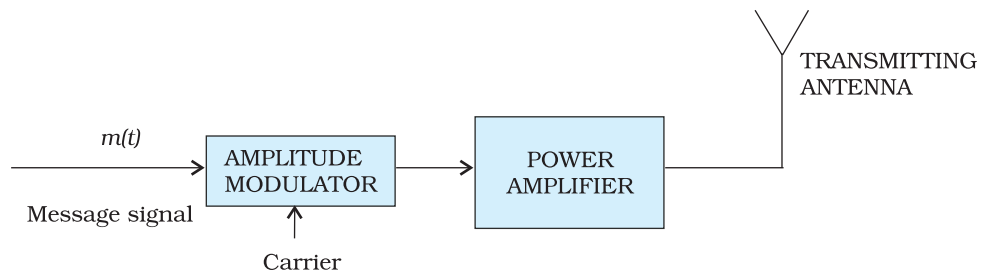 m(t)
Message signal
AMPLITUDE
MODULATOR
Carrier
POWER
AMPLIFIER
TRANSMITTING
ANTENNA